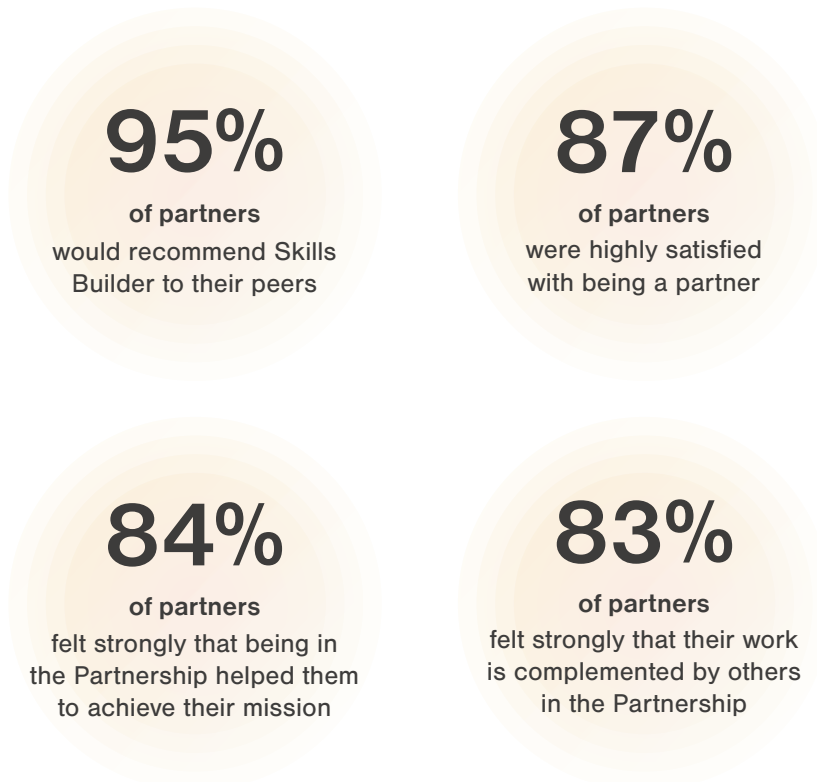 95%
of partners
would recommend Skills
Builder to their peers
87%
of partners
were highly satisfied
with being a partner
84%
of partners
felt strongly that being in
the Partnership helped them
to achieve their mission
83%
of partners
felt strongly that their work
is complemented by others
in the Partnership